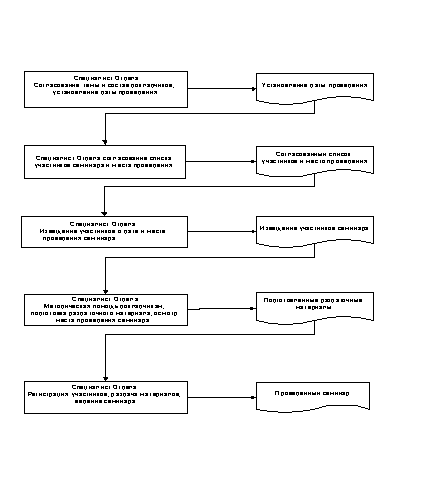 Специалист Отдела
Согласование темы и состав докладчиков,
установление даты проведения
Установление даты проведения
Специалист Отдела согласование списка
участников семинара и места проведения
Согласованный список
участников и место проведения
Специалист Отдела
Извещение участников о дате и месте
проведения семинара
Извещение участников семинара
Специалист Отдела
Методическая помощь докладчикам,
подготовка раздаточного материала, осмотр
места проведения семинара
Подготовленные раздаточные
материалы
Специалист Отдела
Регистрация участников, раздача материалов,
ведение семинара
Проведенный семинар